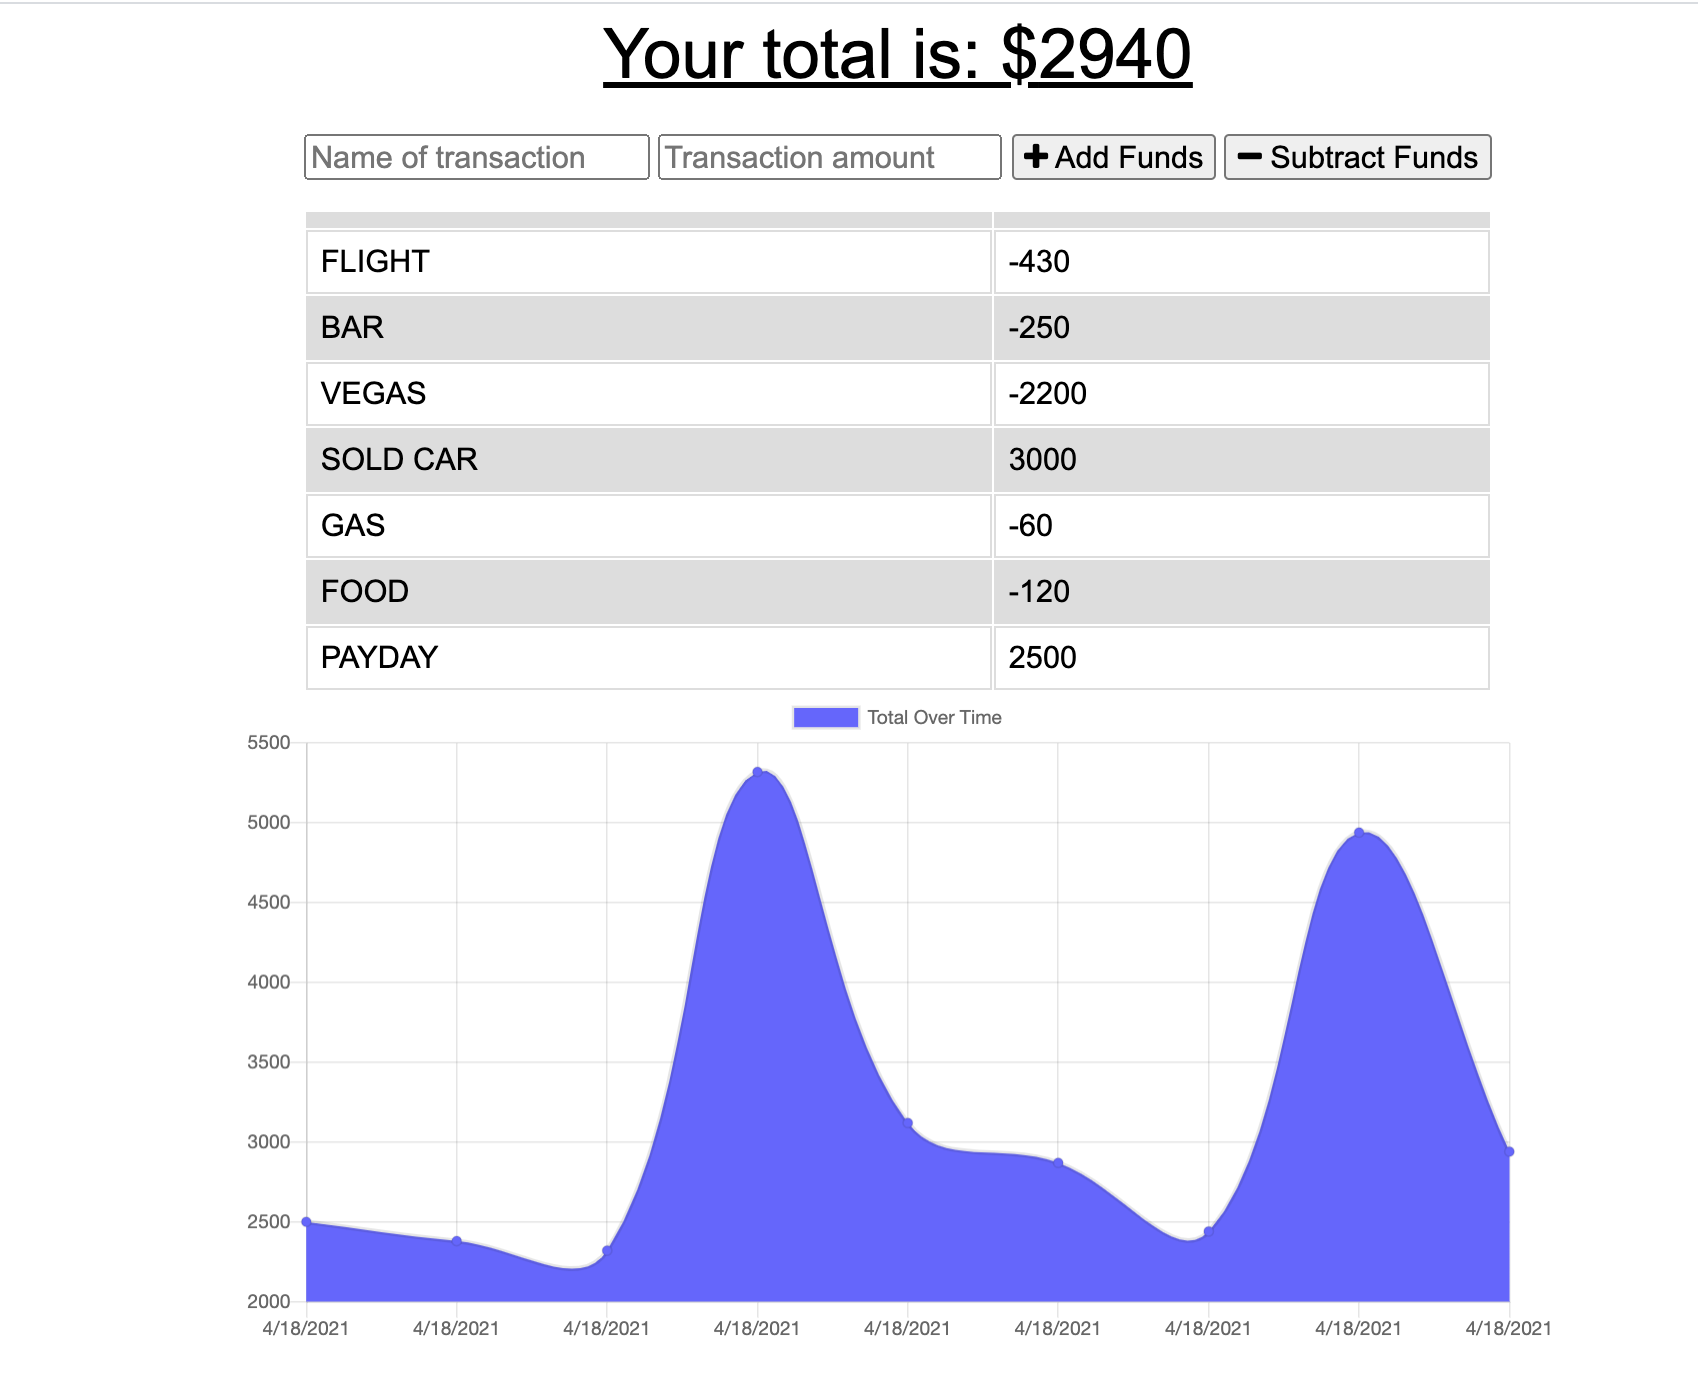 Your total is: $2940
Name of transaction Transaction amount Add Funds Subtract Funds
FLIGHT -430
BAR -250
VEGAS -2200
SOLD CAR 3000
GAS -60
FOOD -120
PAYDAY 2500
Total Over Time
5500
5000
4500
4000
3500
3000
2500
2000
4/18/2021 4/18/2021 4/18/2021 4/18/2021 4/18/2021 4/18/2021 4/18/2021 4/18/2021 4/18/2021